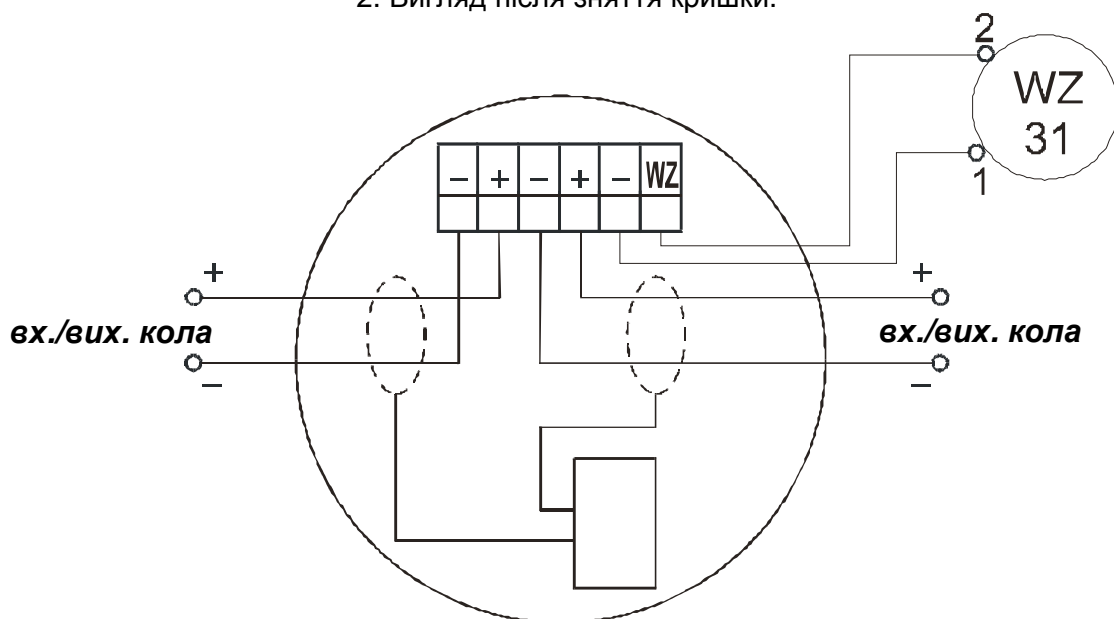 2. Вигляд після зняття кришки.
2
WZ
31
1
− + − + − WZ
+
+
вх./вих. кола
вх./вих. кола
−
−